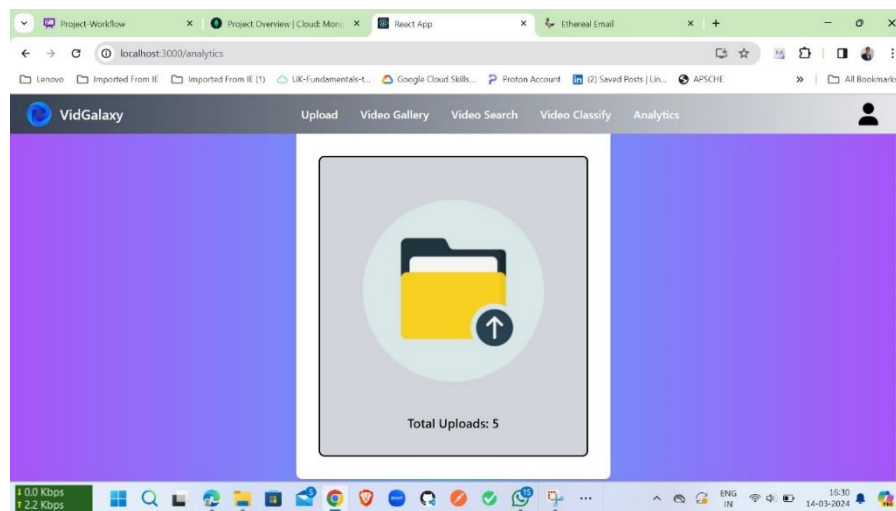 Project-Workflow
Project Overview | Cloud: Mong
React App
Ethereal Email
localhost:3000/analytics
Lenovo
Imported From IE
Imported From IE (1)
UK-Fundamentals-t...
Google Cloud Skills...
Proton Account
(2) Saved Posts | Lin...
APSCHE
All Bookmarks
VidGalaxy
Upload
Video Gallery
Video Search
Video Classify
Analytics
Total Uploads: 5
0.0 Kbps
2.2 Kbps
ENG
IN
16:30
14-03-2024